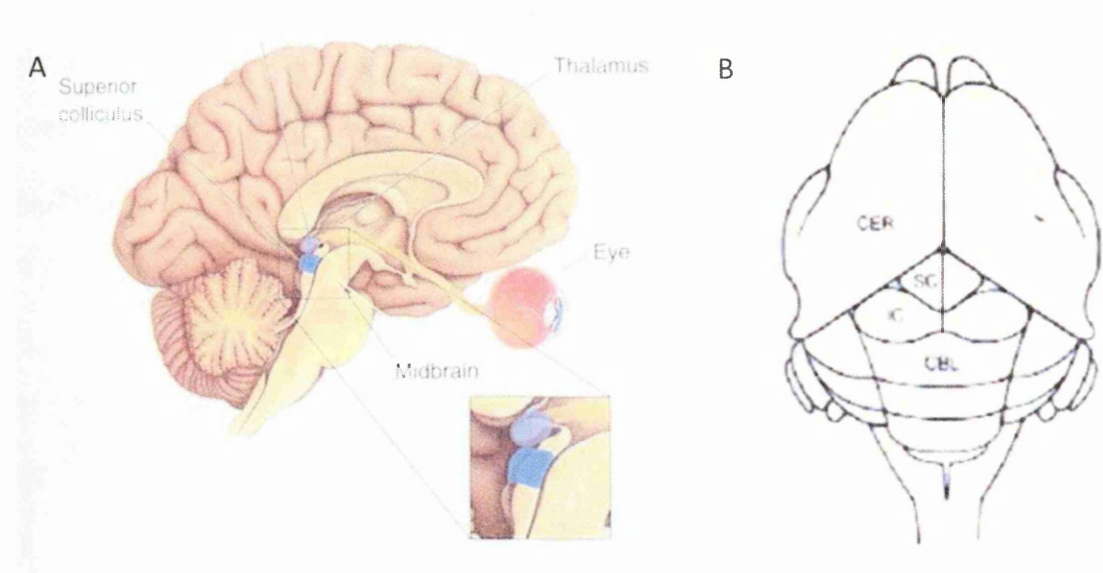 A
Superior
colliculus
Thalamus
Eye
Midbrain
B
CER
SC
IC
CBL